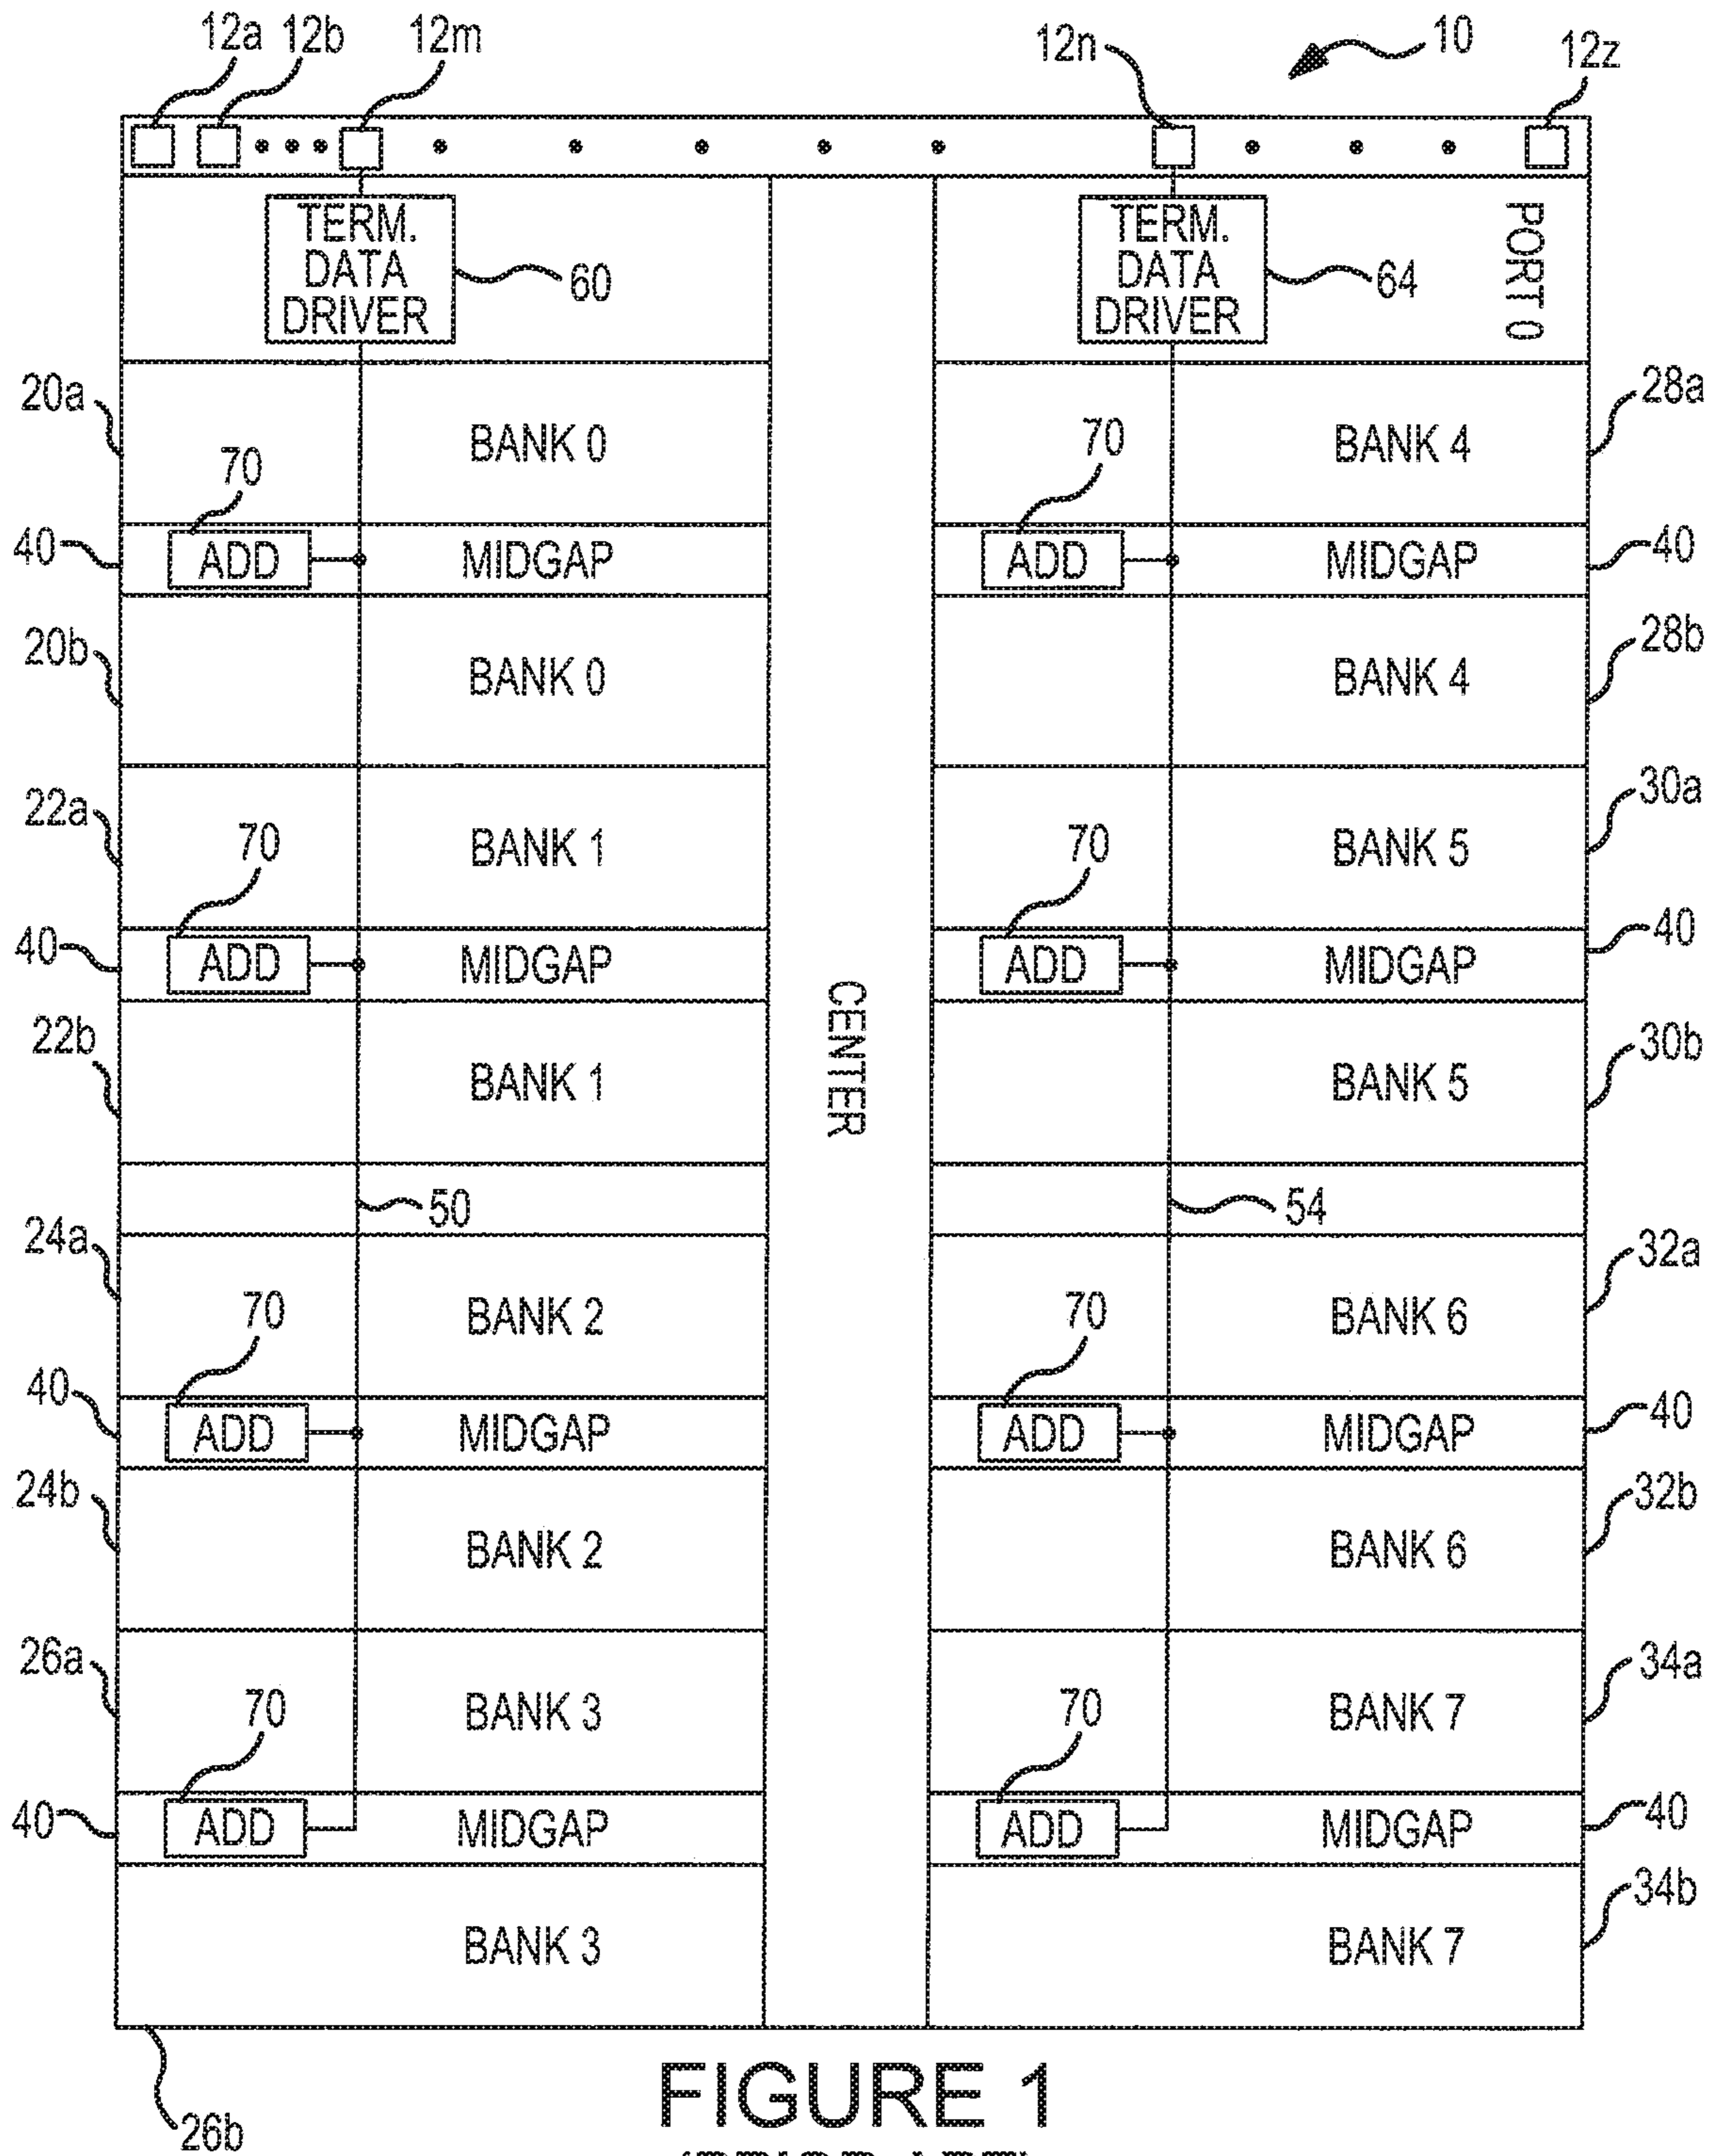 12a 12b 12m 12n 10 12z
TERM.
DATA
DRIVER
60
TERM.
DATA
DRIVER
64
PORT 0
20a BANK 0 70 BANK 4 28a
70
40 ADD MIDGAP ADD MIDGAP 40
20b BANK 0 BANK 4 28b
22a 70 BANK 1 70 BANK 5 30a
40 ADD MIDGAP ADD MIDGAP 40
CENTER
22b BANK 1 BANK 5 30b
50 54
24a 70 BANK 2 70 BANK 6 32a
40 ADD MIDGAP ADD MIDGAP 40
24b BANK 2 BANK 6 32b
26a 70 BANK 3 70 BANK 7 34a
40 ADD MIDGAP ADD MIDGAP 40
BANK 3 BANK 7 34b
26b
FIGURE 1